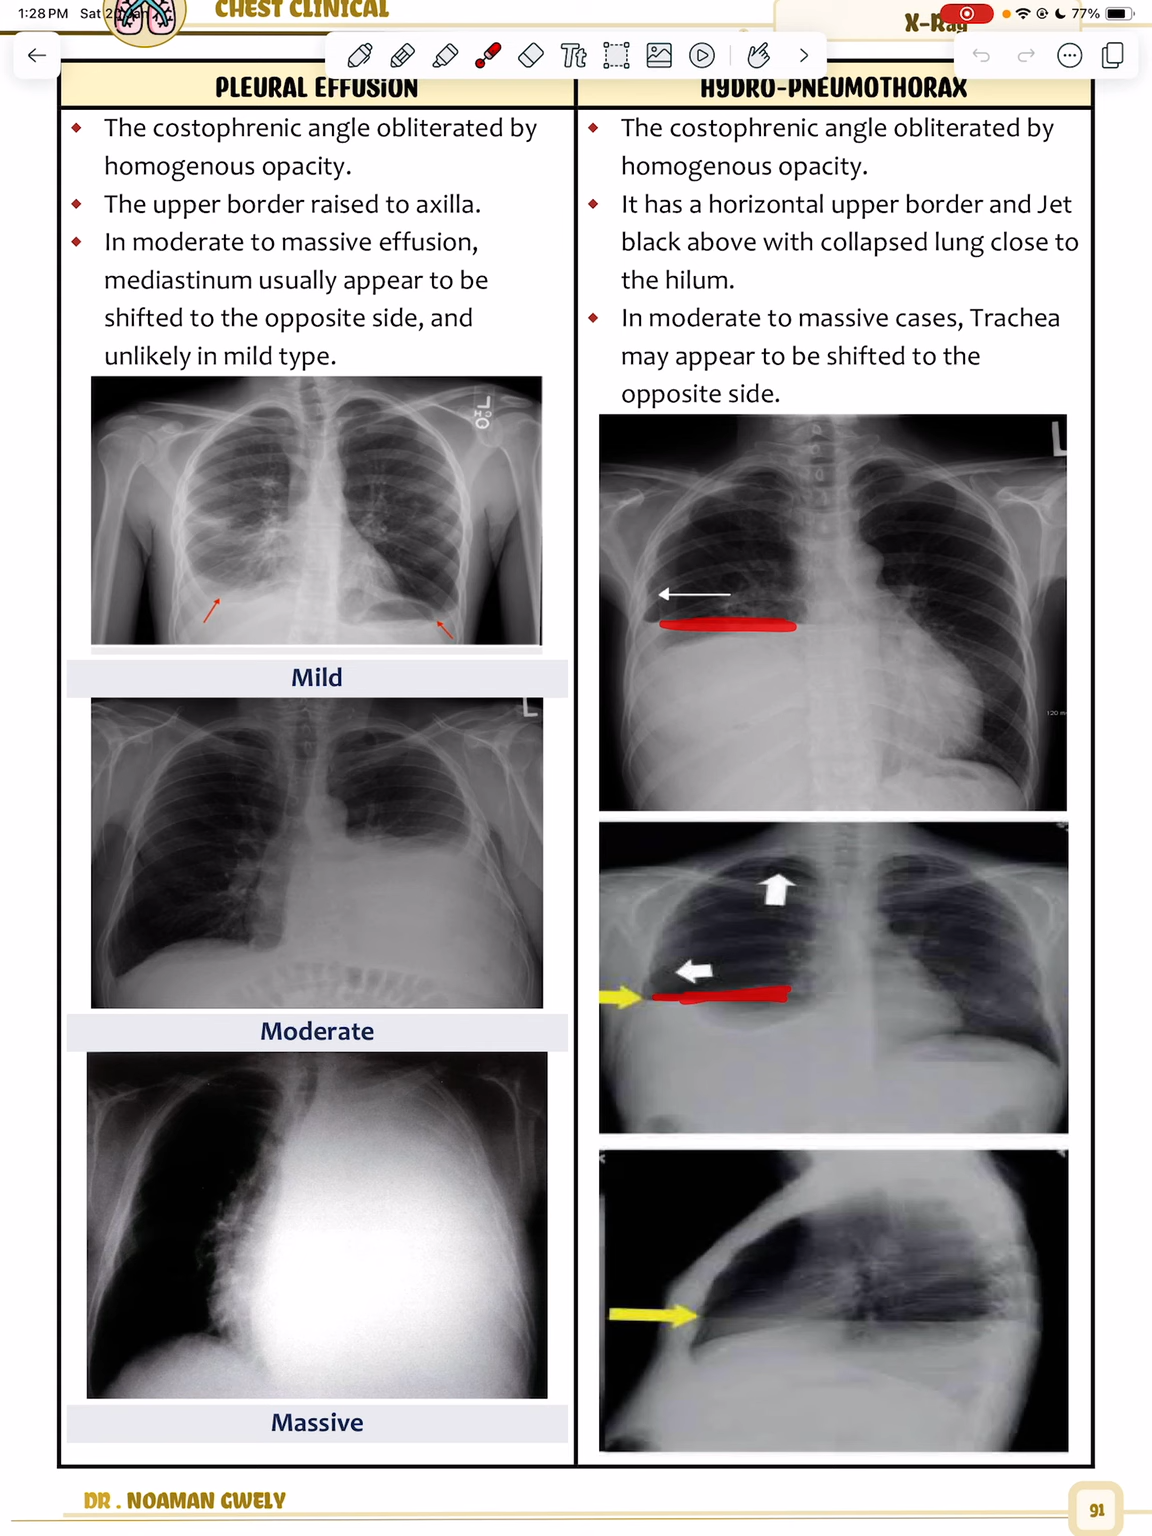 1:28 PM Sat 20 Jan
77%
CHEST CLINICAL
X-Ray
Tt
PLEURAL EFFUSiON
HYDRO-PNEUMOTHORAX
The costophrenic angle obliterated by
homogenous opacity.
The upper border raised to axilla.
In moderate to massive effusion,
mediastinum usually appear to be
shifted to the opposite side, and
unlikely in mild type.
The costophrenic angle obliterated by
homogenous opacity.
It has a horizontal upper border and Jet
black above with collapsed lung close to
the hilum.
In moderate to massive cases, Trachea
may appear to be shifted to the
opposite side.
L
Mild
L
Moderate
Massive
DR . NOAMAN GWELY
91